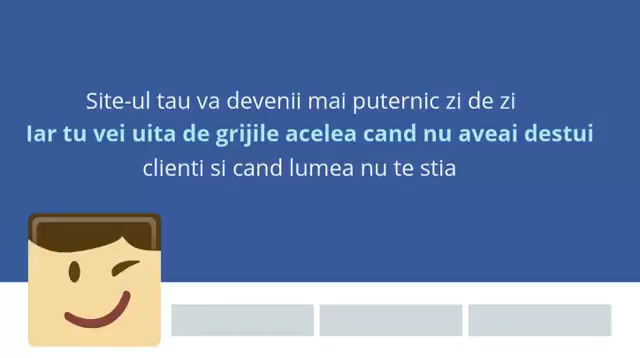 Site-ul tau va devenii mai puternic zi de zi
Iar tu vei uita de grijile acelea cand nu aveai destui
clienti si cand lumea nu te stia